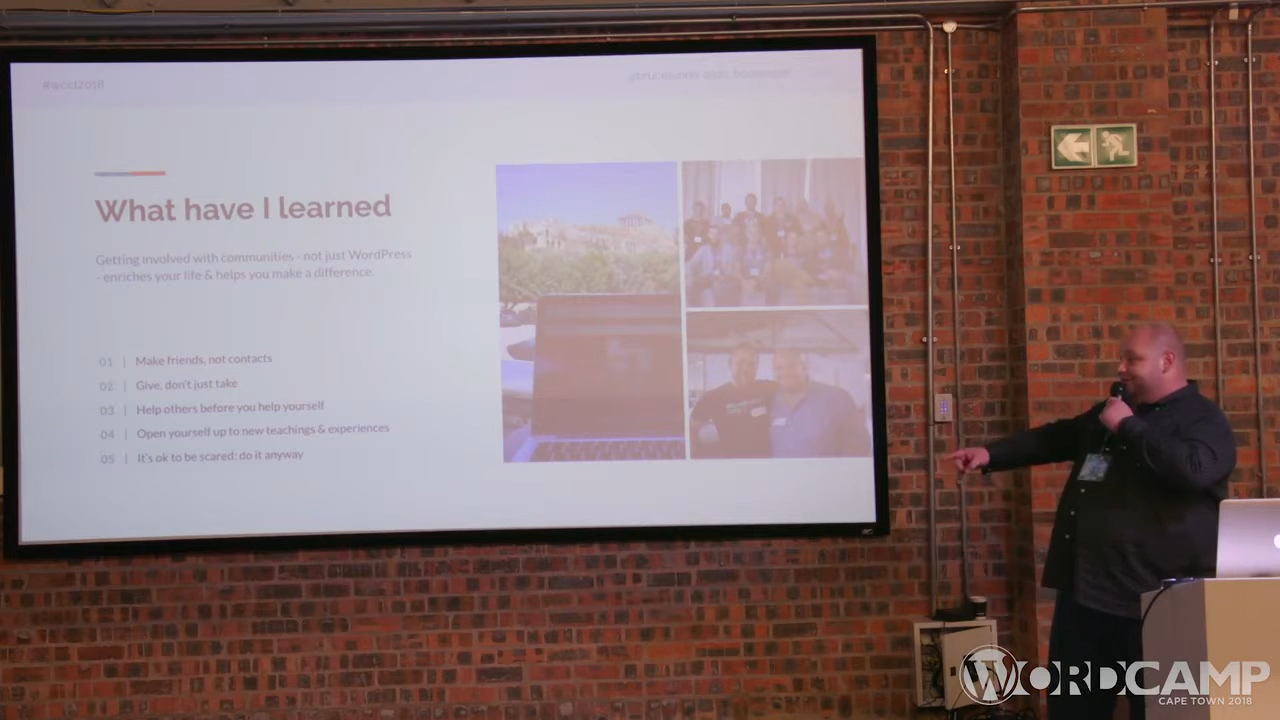 #wcct2018
What have I learned
Getting involved with communities - not just WordPress
- enriches your life & helps you make a difference.
01 | Make friends, not contacts
02 | Give, don't just take
03 | Help others before you help yourself
04 | Open yourself up to new teachings & experiences
05 | It's ok to be scared: do it anyway
WORDCAMP
CAPE TOWN 2018